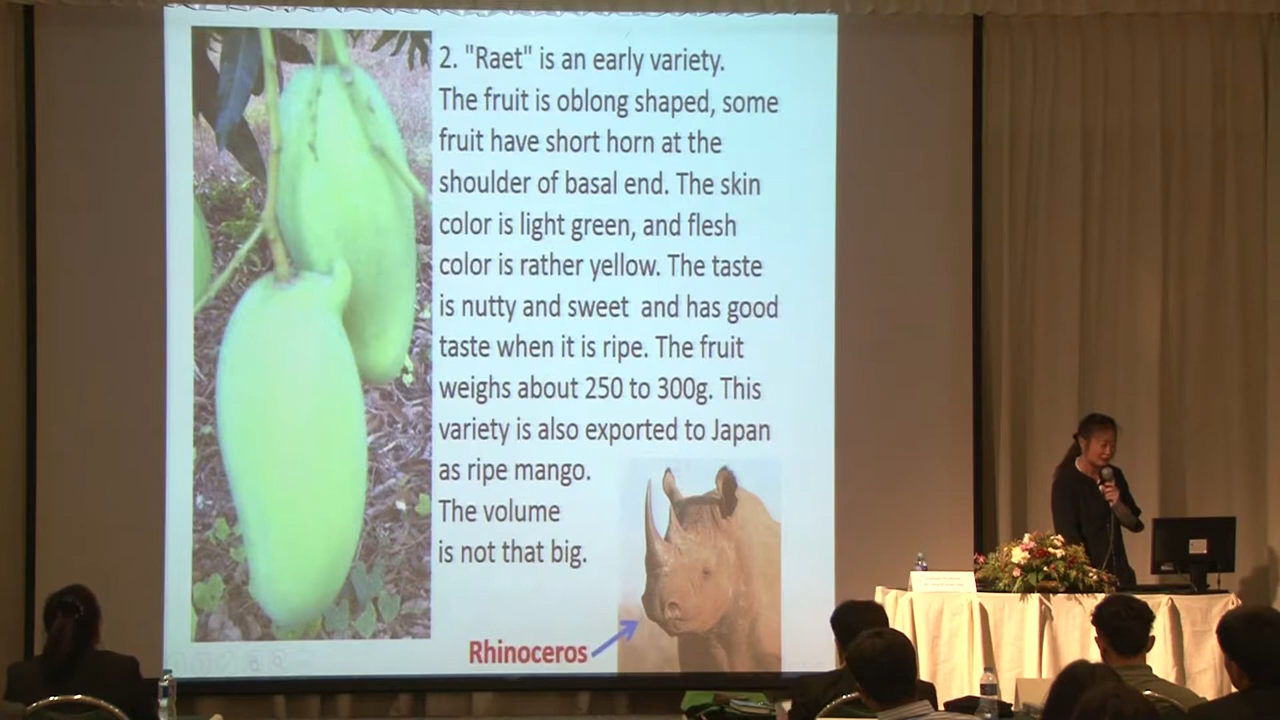 2. "Raet" is an early variety.
The fruit is oblong shaped, some
fruit have short horn at the
shoulder of basal end. The skin
color is light green, and flesh
color is rather yellow. The taste
is nutty and sweet and has good
taste when it is ripe. The fruit
weighs about 250 to 300g. This
variety is also exported to Japan
as ripe mango.
The volume
is not that big.
Rhinoceros